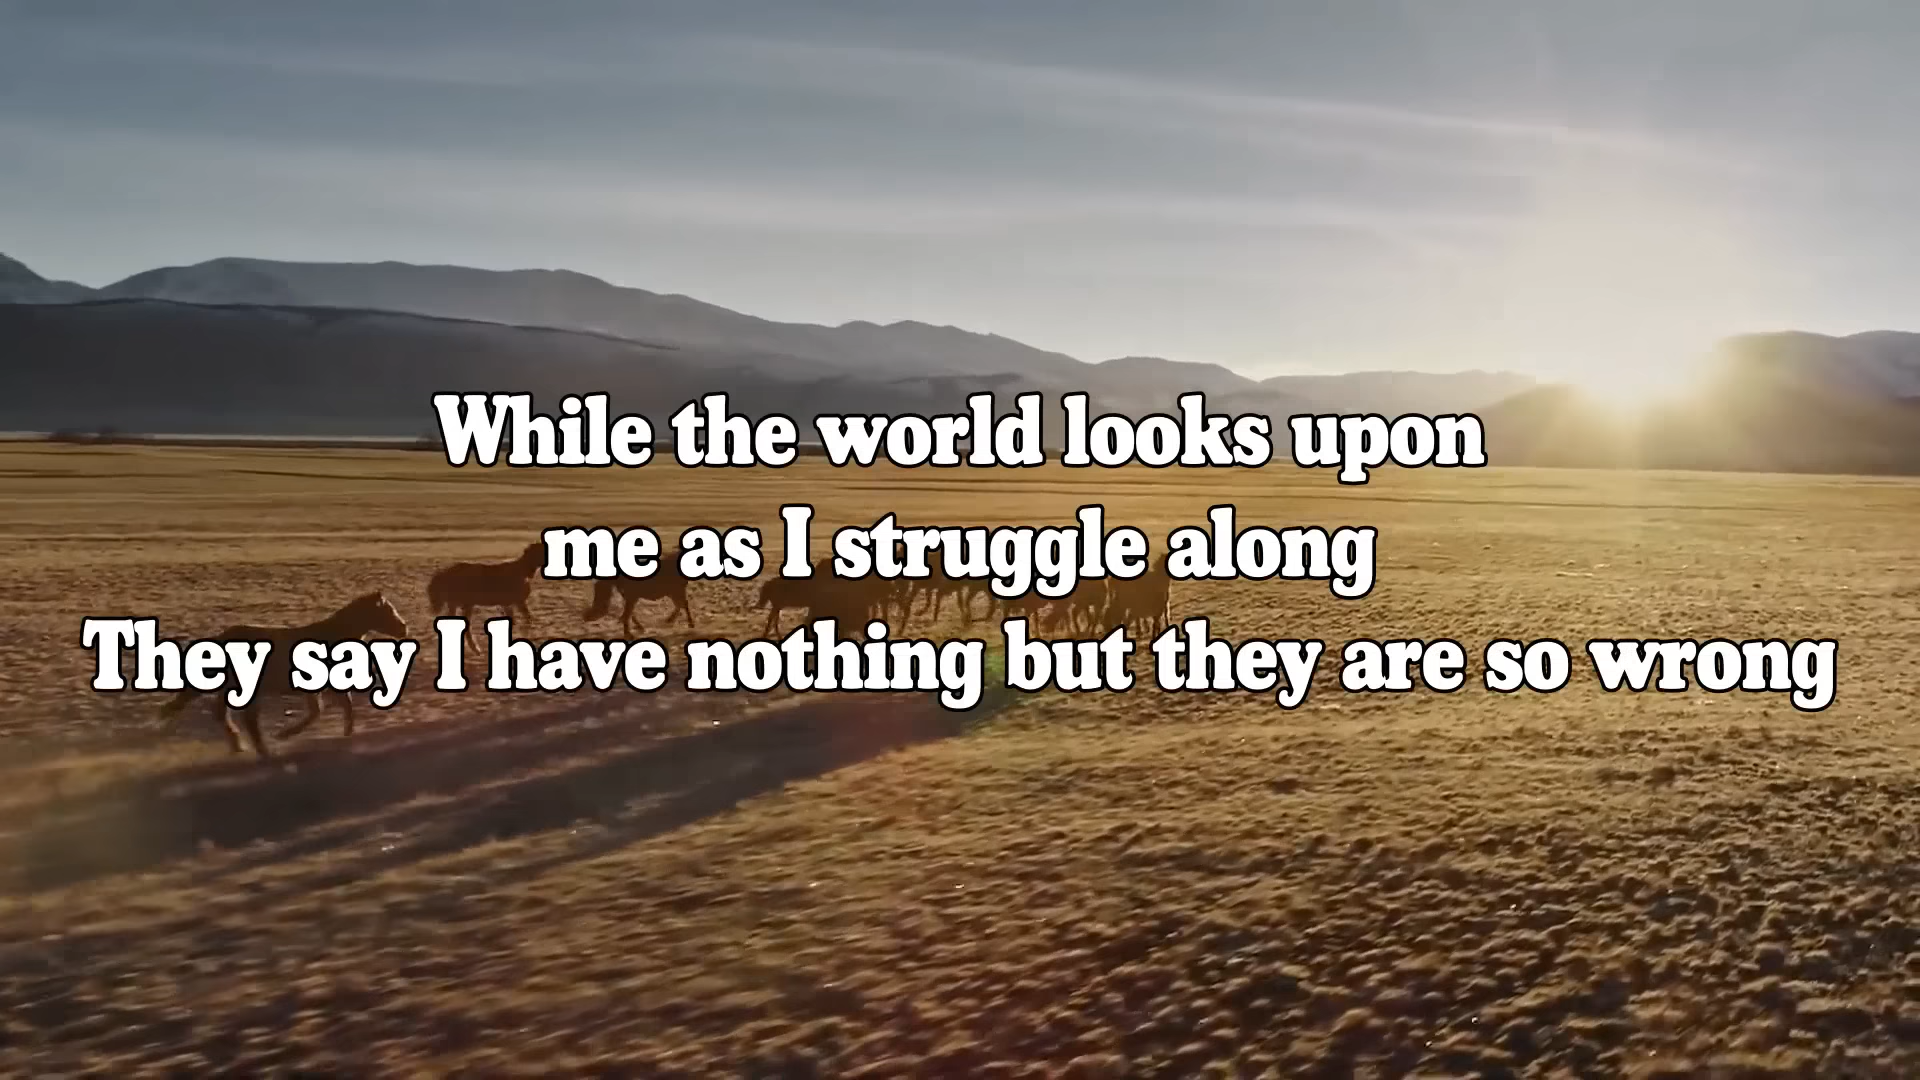 While the world looks upon
me as I struggle along
They say I have nothing but they are so wrong